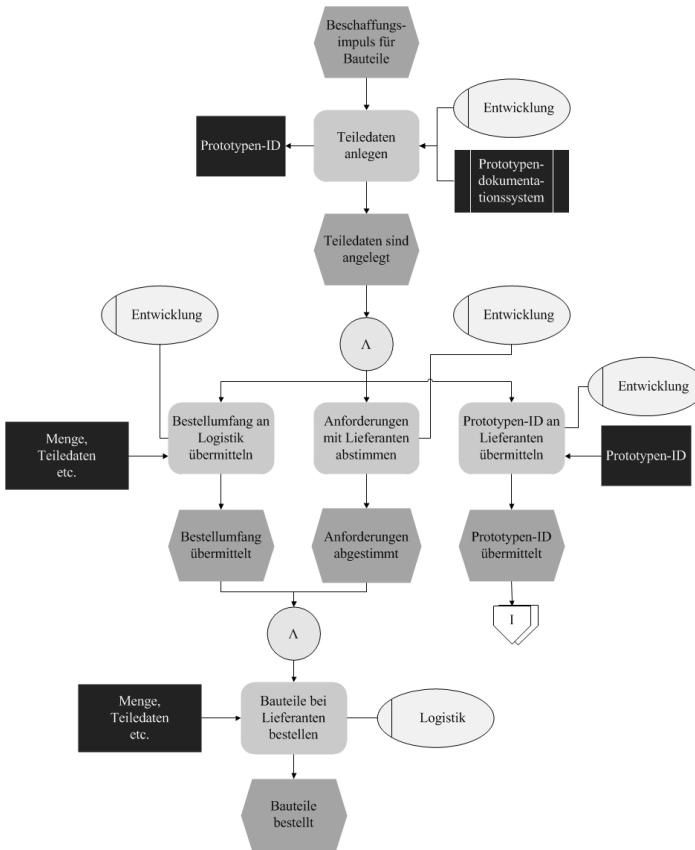 Beschaffungs-
impuls für
Bauteile
Entwicklung
Prototypen-ID
Teiledaten
anlegen
Prototypen-
dokumenta-
tionssystem
Teiledaten sind
angelegt
Entwicklung
Entwicklung
Λ
Entwicklung
Menge,
Teiledaten
etc.
Bestellumfang an
Logistik
übermitteln
Anforderungen
mit Lieferanten
abstimmen
Prototypen-ID an
Lieferanten
übermitteln
Prototypen-ID
Bestellumfang
übermittelt
Anforderungen
abgestimmt
Prototypen-ID
übermittelt
I
Λ
Menge,
Teiledaten
etc.
Bauteile bei
Lieferanten
bestellen
Logistik
Bauteile
bestellt